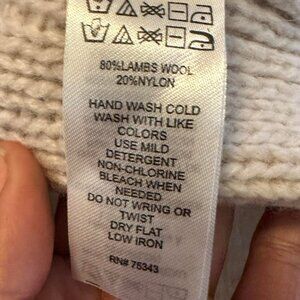 80%LAMBS WOOL
20%NYLON
HAND WASH COLD
WASH WITH LIKE
COLORS
USE MILD
DETERGENT
NON-CHLORINE
BLEACH WHEN
NEEDED
DO NOT WRING OR
TWIST
DRY FLAT
LOW IRON
RN# 75343